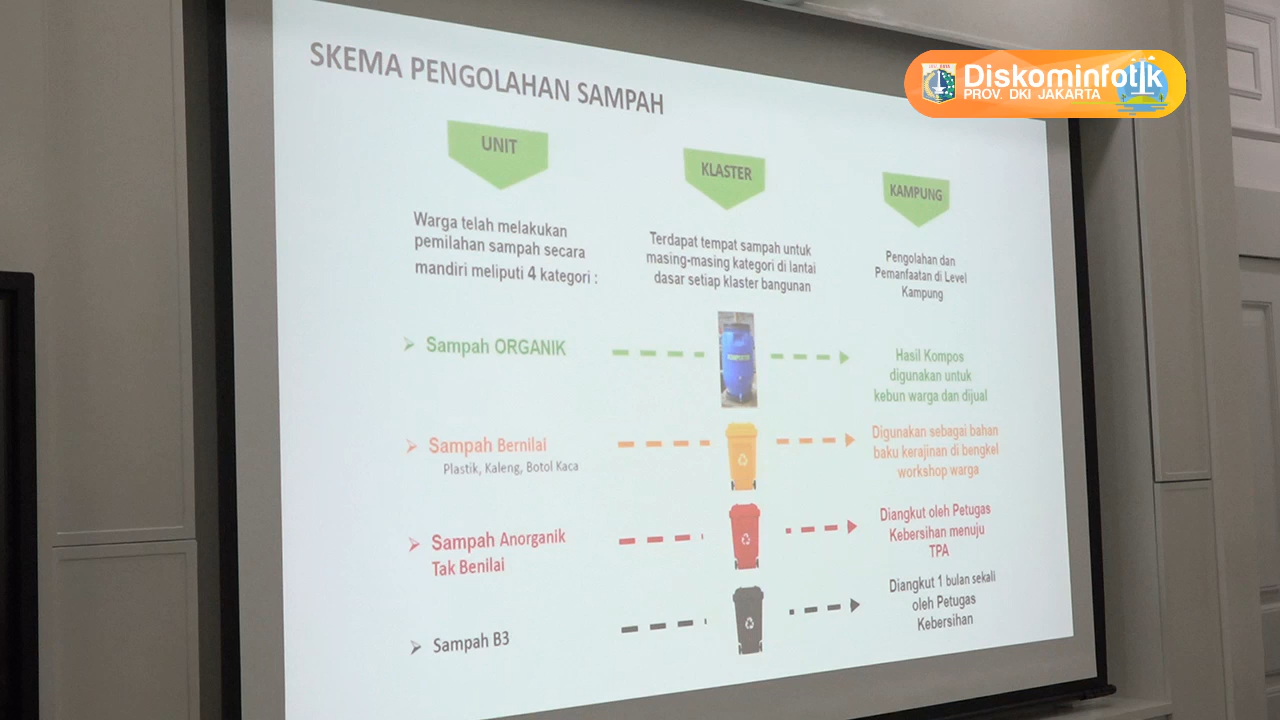 SKEMA PENGOLAHAN SAMPAH
Diskominfotik
PROV. DKI JAKARTA
UNIT
KLASTER
KAMPUNG
Warga telah melakukan
pemilahan sampah secara
mandiri meliputi 4 kategori :
Terdapat tempat sampah untuk
masing-masing kategori di lantai
dasar setiap klaster bangunan
Pengolahan dan
Pemanfaatan di Level
Kampung
Sampah ORGANIK
Hasil Kompos
digunakan untuk
kebun warga dan dijual
Sampah Bernilai
Plastik, Kaleng, Botol Kaca
Digunakan sebagai bahan
baku kerajinan di bengkel
workshop warga
Sampah Anorganik
Tak Benilai
Diangkut oleh Petugas
Kebersihan menuju
TPA
Sampah B3
Diangkut 1 bulan sekali
oleh Petugas
Kebersihan